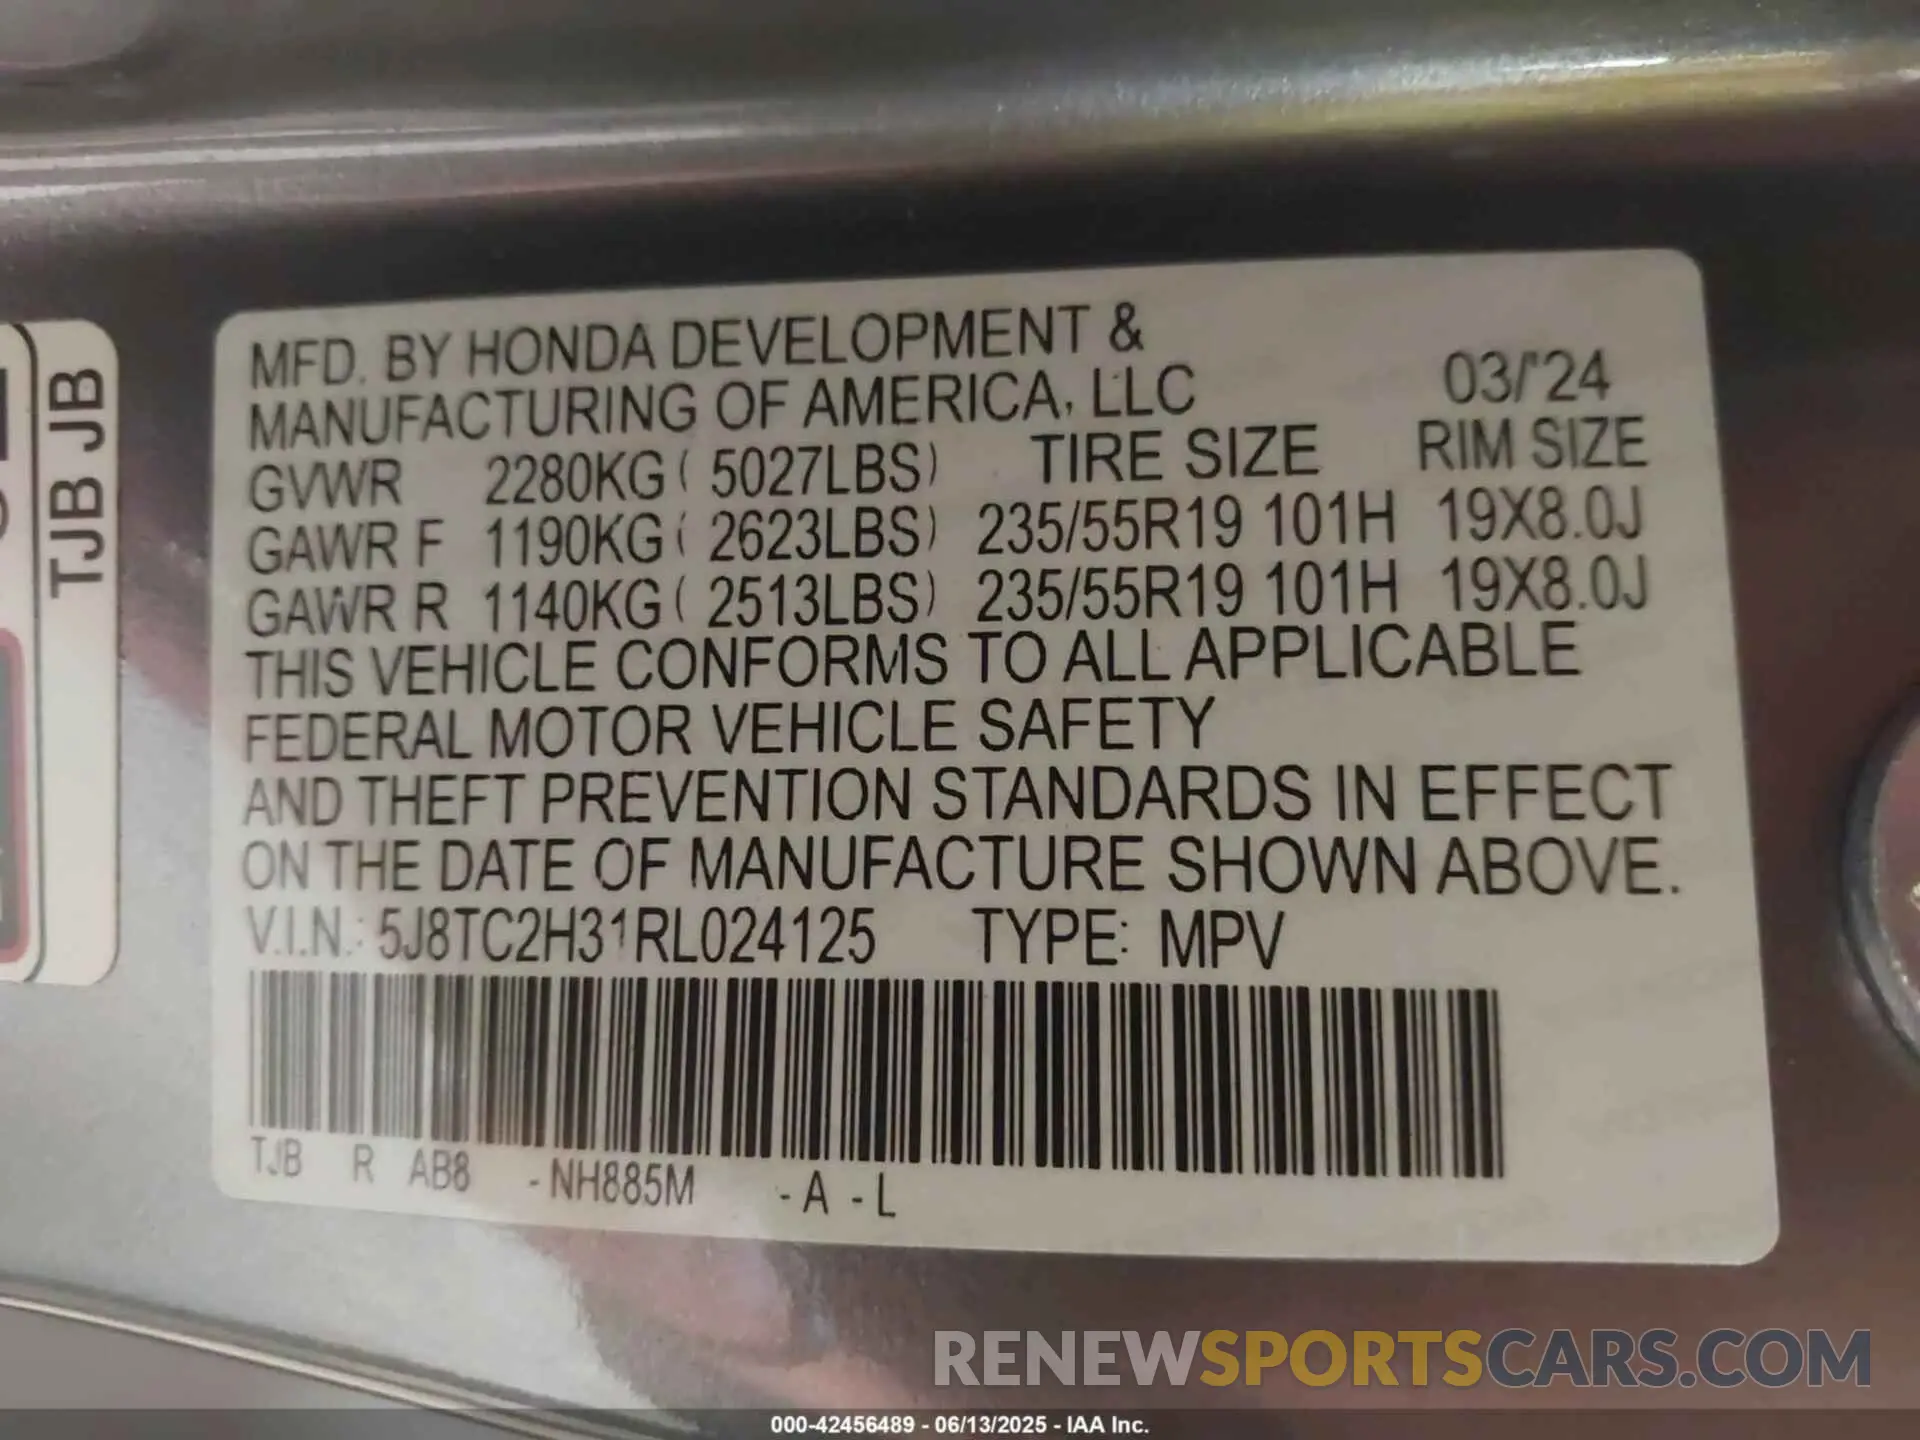 MFD. BY HONDA DEVELOPMENT &
MANUFACTURING OF AMERICA, LLC 03/'24
GVWR 2280KG ( 5027LBS) TIRE SIZE RIM SIZE
GAWR F 1190KG ( 2623LBS) 235/55R19 101H 19X8.0J
GAWR R 1140KG ( 2513LBS) 235/55R19 101H 19X8.0J
THIS VEHICLE CONFORMS TO ALL APPLICABLE
FEDERAL MOTOR VEHICLE SAFETY
AND THEFT PREVENTION STANDARDS IN EFFECT
ON THE DATE OF MANUFACTURE SHOWN ABOVE.
V.I.N.: 5J8TC2H31RL024125 TYPE: MPV
TJB R AB8 -NH885M -A -L
TJB JB
RENEWSPORTSCARS.COM
000-42456489 - 06/13/2025 - IAA Inc.